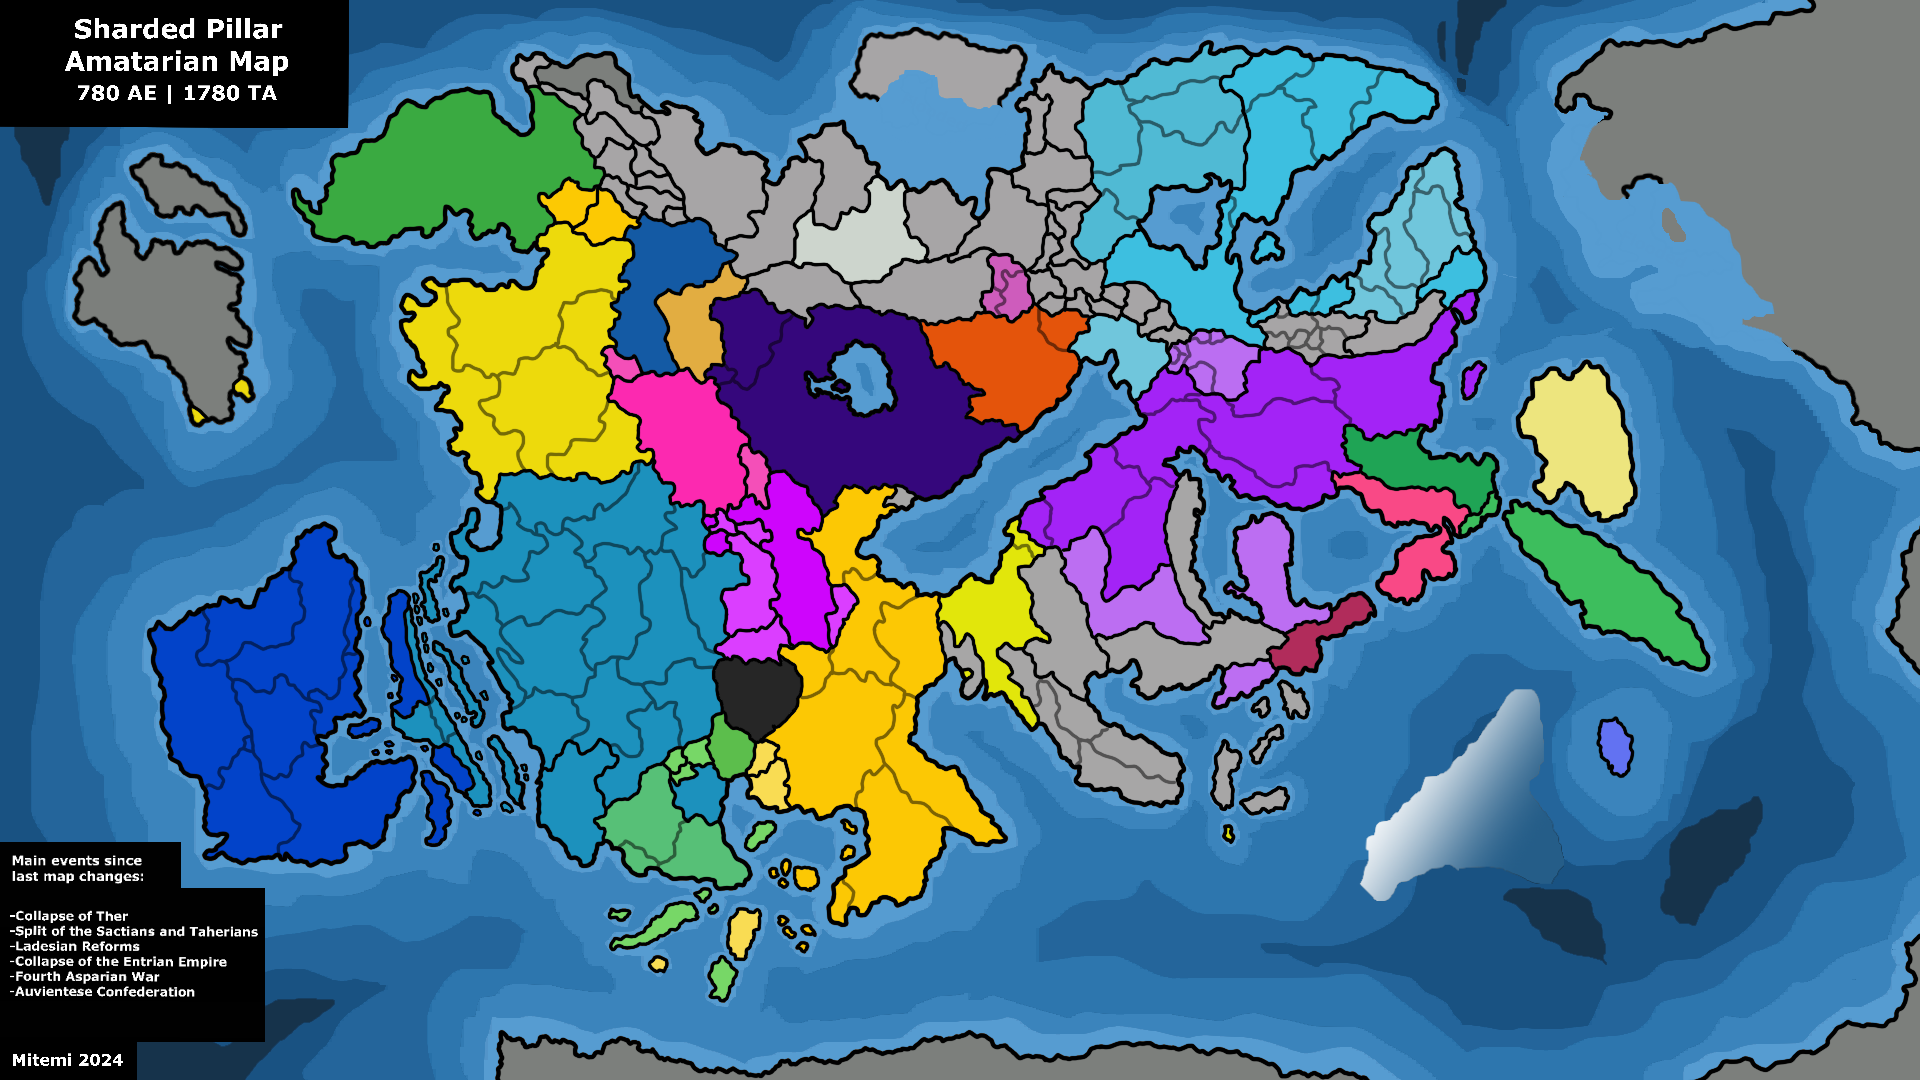 Sharded Pillar
Amatarian Map
780 AE | 1780 TA
Main events since
last map changes:
-Collapse of Ther
-Split of the Sactians and Taherians
-Ladesian Reforms
-Collapse of the Entrian Empire
-Fourth Asparian War
-Auvientese Confederation
Mitemi 2024